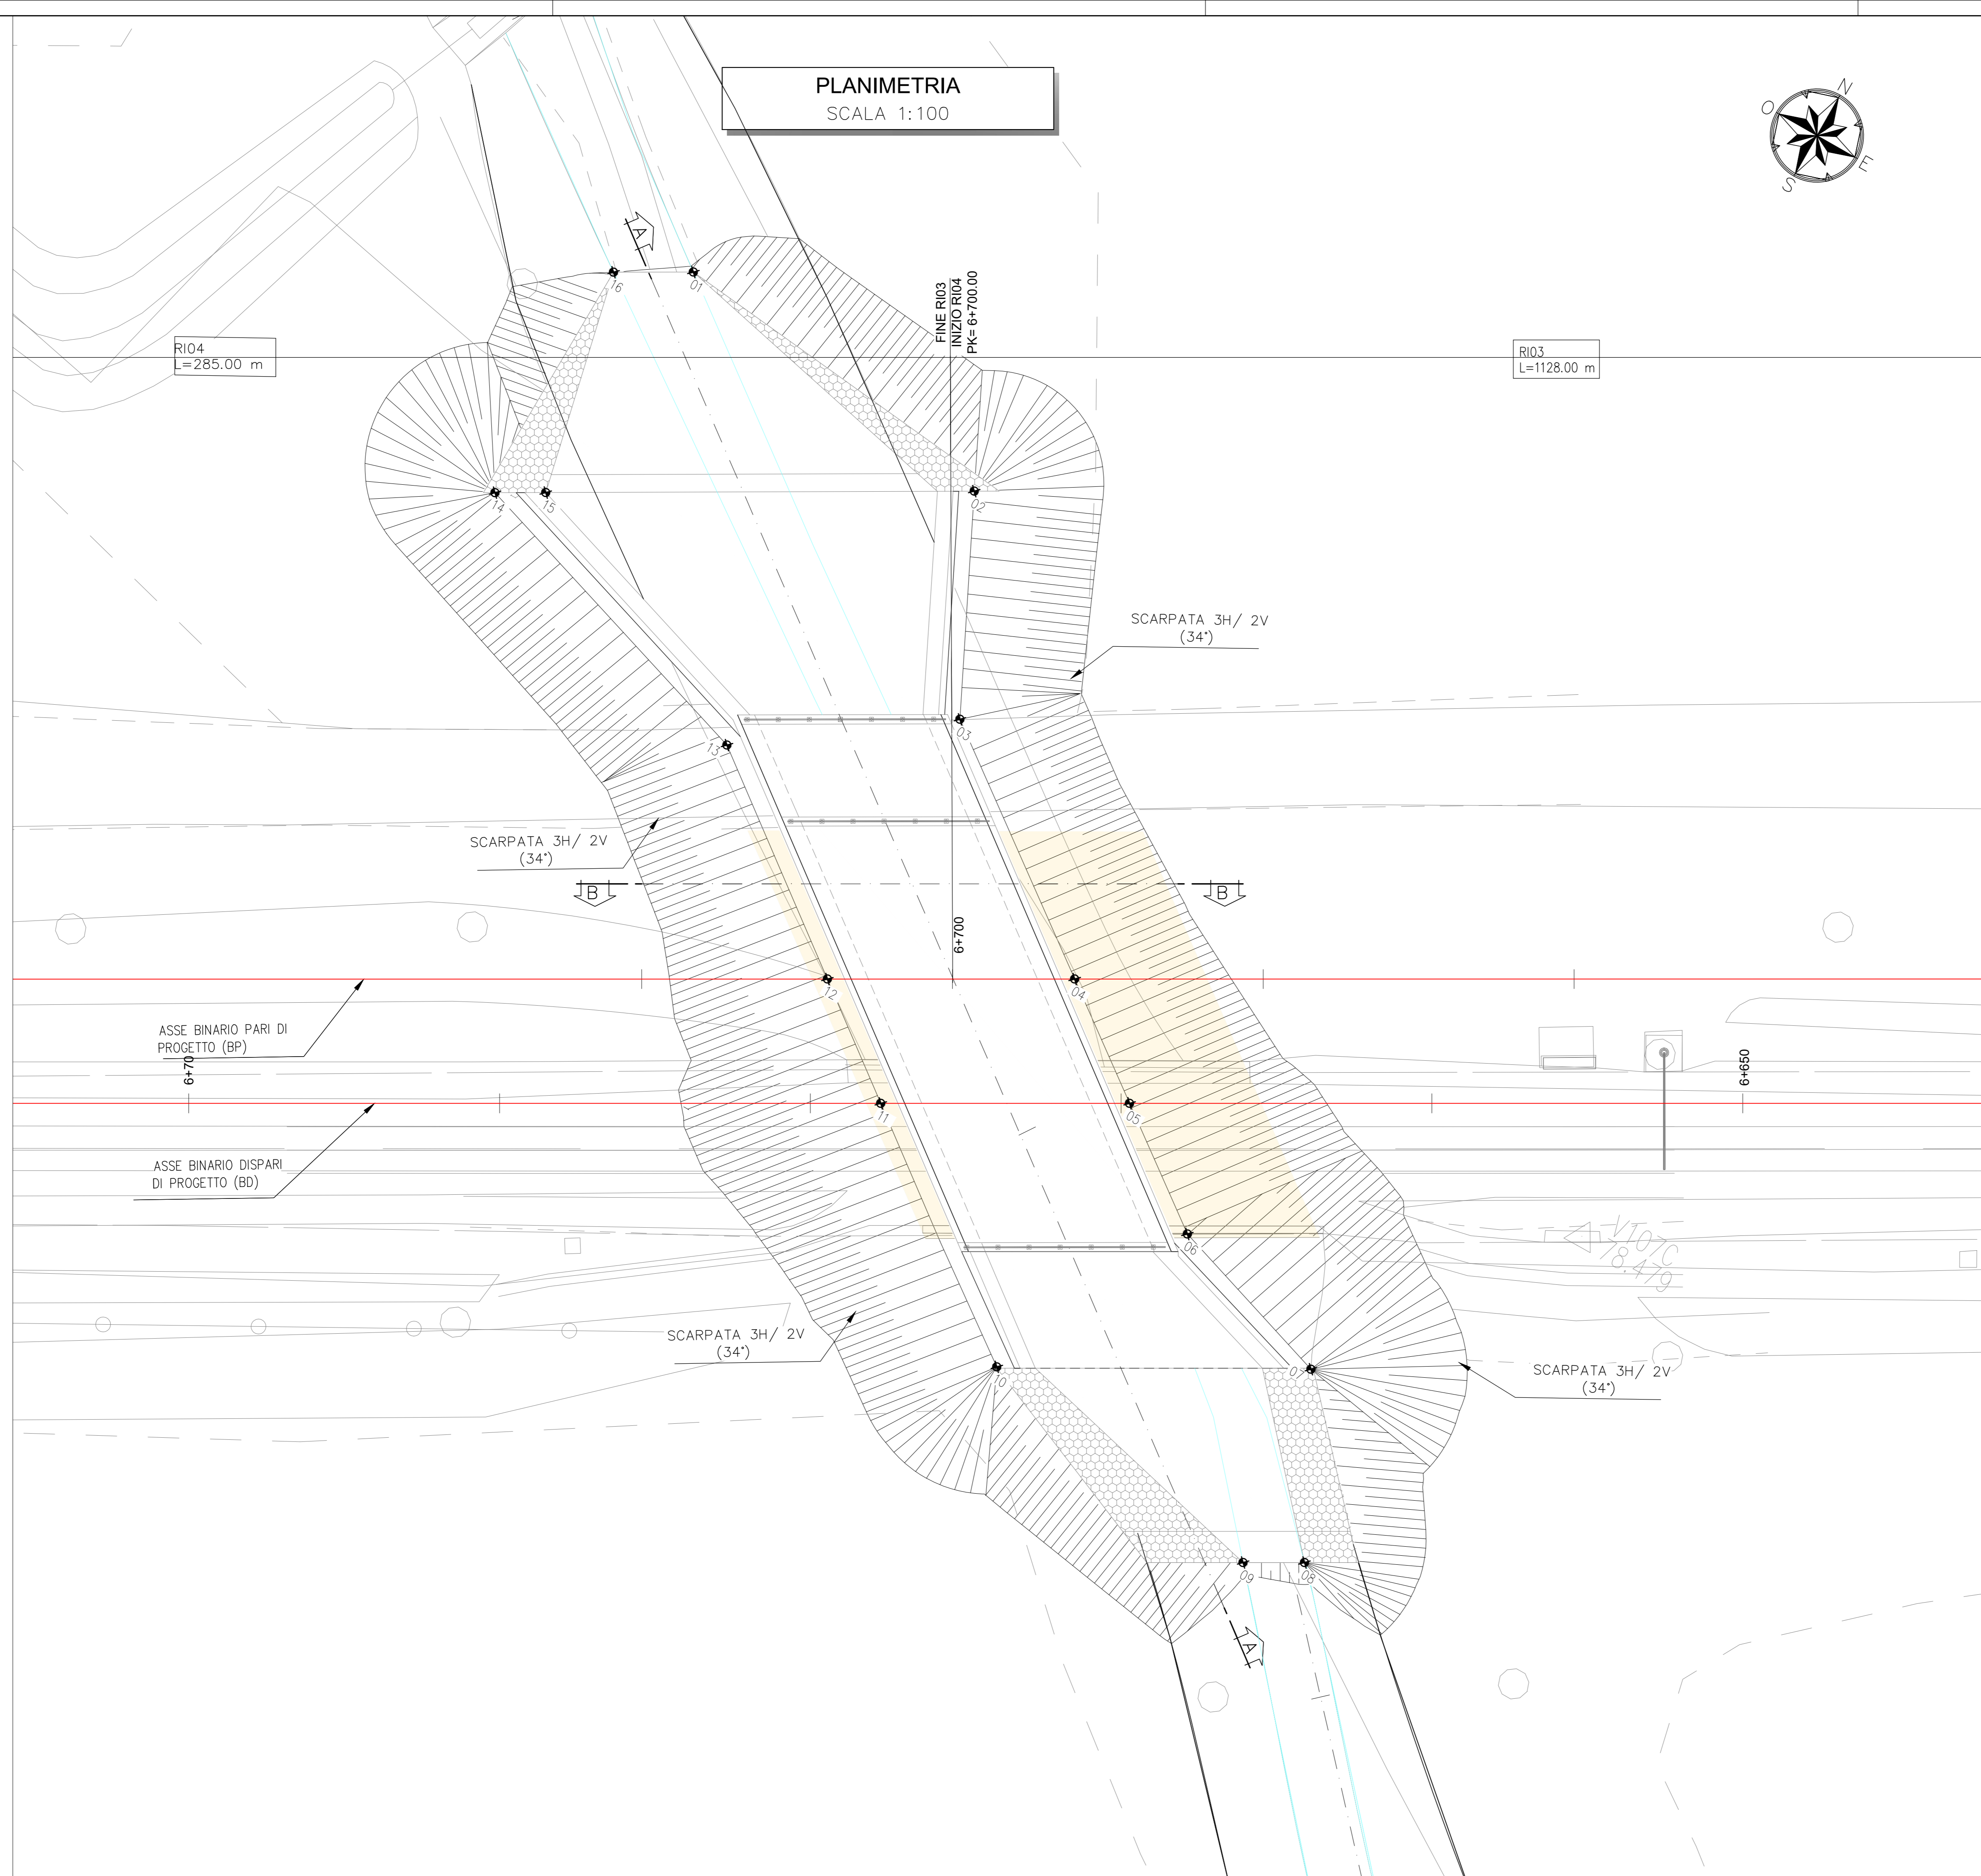 PLANIMETRIA
SCALA 1:100
N
O
E
S
A
16
01
FINE RI03
INIZIO RI04
PK= 6+700.00
RI04
L=285.00 m
RI03
L=1128.00 m
14
15
02
SCARPATA 3H/ 2V
(34°)
03
13
SCARPATA 3H/ 2V
(34°)
B
B
6+700
12
04
ASSE BINARIO PARI DI
PROGETTO (BP)
6+70
6+650
11
05
ASSE BINARIO DISPARI
DI PROGETTO (BD)
06
78.479
SCARPATA 3H/ 2V
(34°)
10
07
SCARPATA 3H/ 2V
(34°)
09
08
A